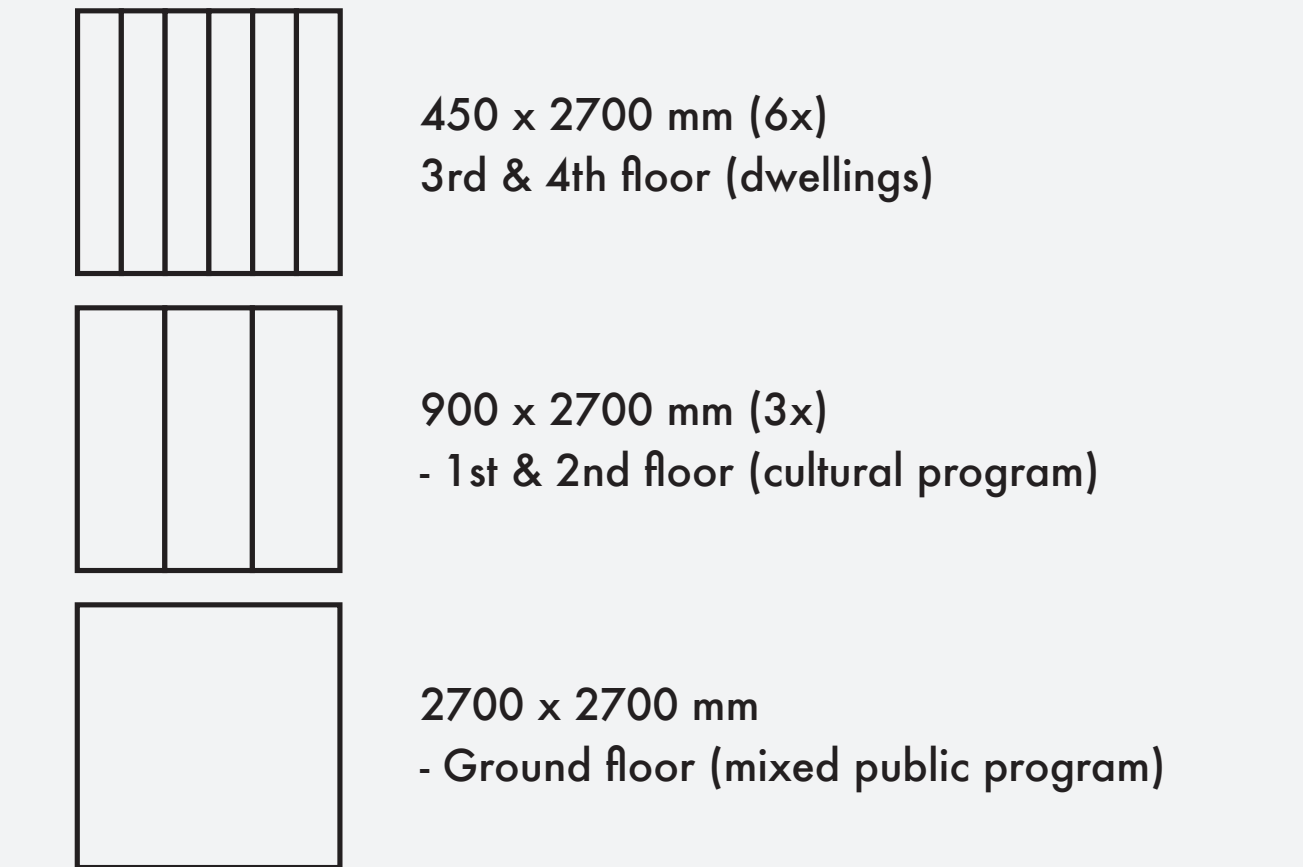 450 x 2700 mm (6x)
3rd & 4th floor (dwellings)
900 x 2700 mm (3x)
- 1st & 2nd floor (cultural program)
2700 x 2700 mm
- Ground floor (mixed public program)